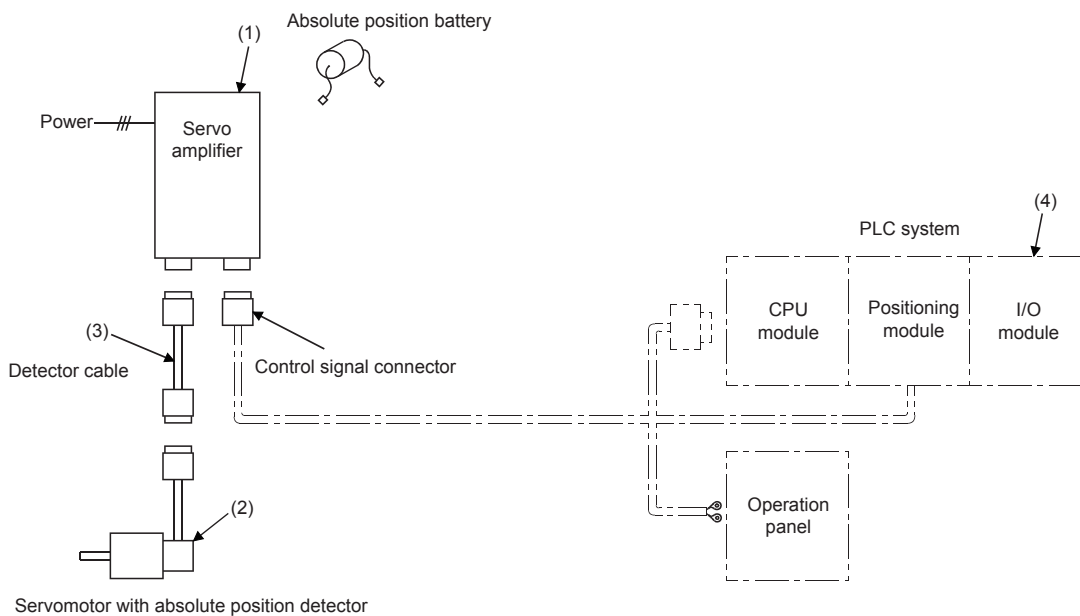 Absolute position battery
(1)
Power
Servo
amplifier
(4)
PLC system
CPU
module
Positioning
module
I/O
module
(3)
Detector cable
Control signal connector
(2)
Operation
panel
Servomotor with absolute position detector